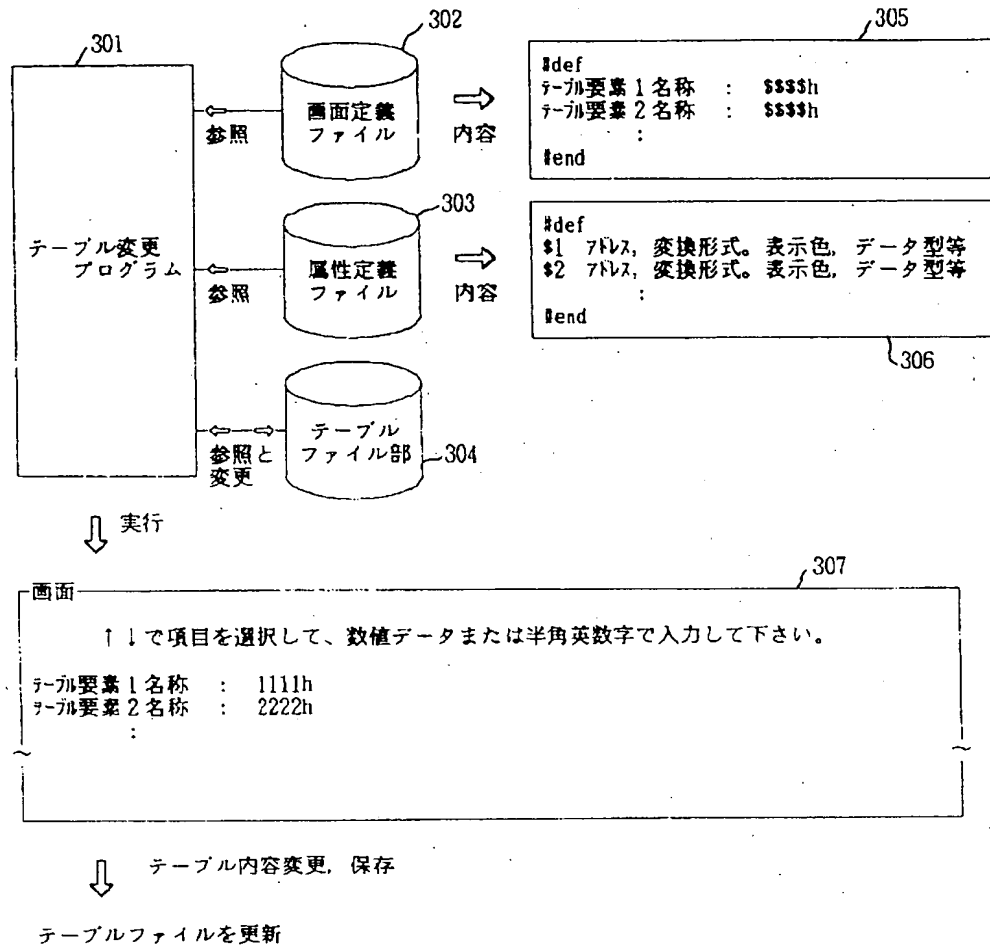 301
302
305
テーブル変更
プログラム
参照
画面定義
ファイル
内容
#def
テーブル要素1名称 : $$$$h
テーブル要素2名称 : $$$$h
:
#end
303
参照
属性定義
ファイル
内容
#def
$1 アドレス, 変換形式。表示色, データ型等
$2 アドレス, 変換形式。表示色, データ型等
:
#end
306
参照と
変更
テーブル
ファイル部
304
実行
307
画面
↑↓で項目を選択して、数値データまたは半角英数字で入力して下さい。
テーブル要素1名称 : 1111h
テーブル要素2名称 : 2222h
:
テーブル内容変更, 保存
テーブルファイルを更新